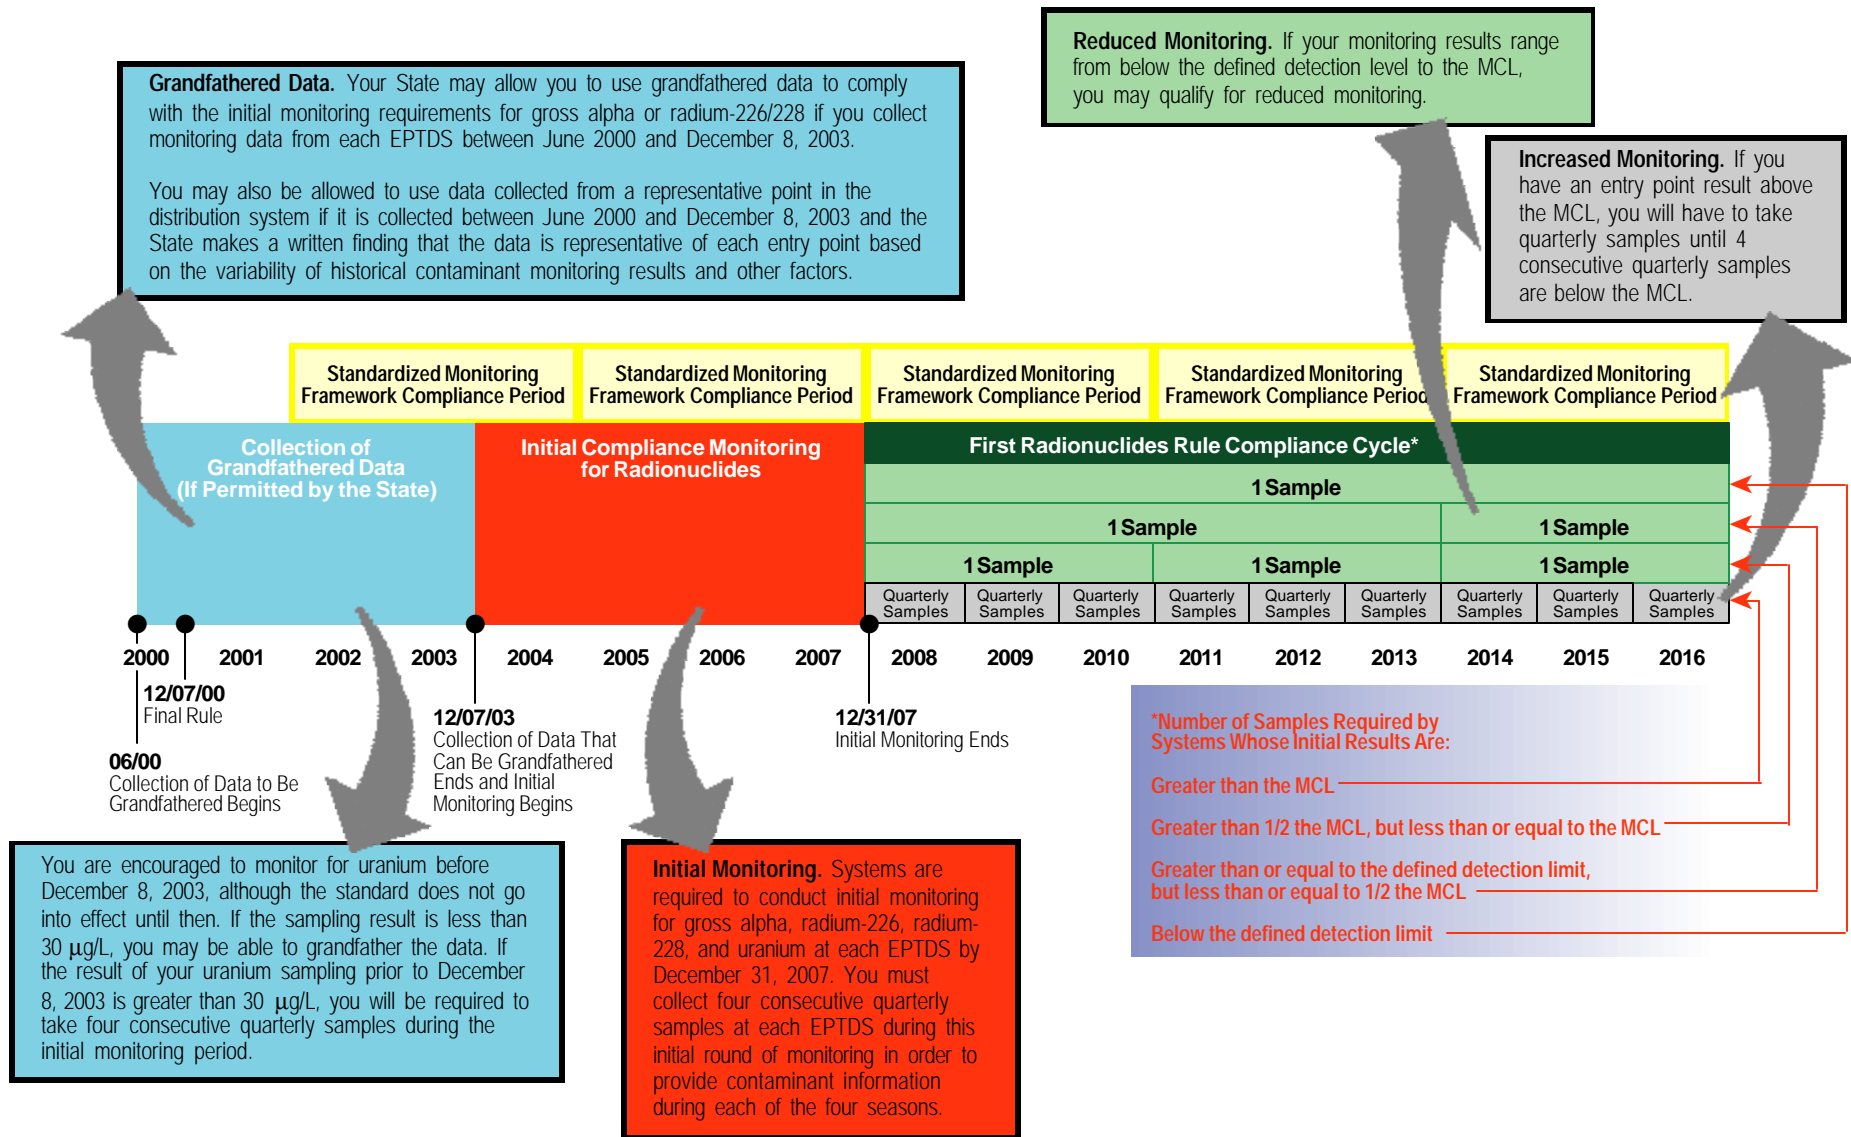 Reduced Monitoring. If your monitoring results range
from below the defined detection level to the MCL,
you may qualify for reduced monitoring.
Grandfathered Data. Your State may allow you to use grandfathered data to comply
with the initial monitoring requirements for gross alpha or radium-226/228 if you collect
monitoring data from each EPTDS between June 2000 and December 8, 2003.
You may also be allowed to use data collected from a representative point in the
distribution system if it is collected between June 2000 and December 8, 2003 and the
State makes a written finding that the data is representative of each entry point based
on the variability of historical contaminant monitoring results and other factors.
Increased Monitoring. If you
have an entry point result above
the MCL, you will have to take
quarterly samples until 4
consecutive quarterly samples
are below the MCL.
Standardized Monitoring
Framework Compliance Period
Standardized Monitoring
Framework Compliance Period
Standardized Monitoring
Framework Compliance Period
Standardized Monitoring
Framework Compliance Period
Standardized Monitoring
Framework Compliance Period
Collection of
Grandfathered Data
(If Permitted by the State)
Initial Compliance Monitoring
for Radionuclides
First Radionuclides Rule Compliance Cycle*
1 Sample
1 Sample
1 Sample
1 Sample
1 Sample
1 Sample
Quarterly
Samples
Quarterly
Samples
Quarterly
Samples
Quarterly
Samples
Quarterly
Samples
Quarterly
Samples
Quarterly
Samples
Quarterly
Samples
Quarterly
Samples
2000 2001 2002 2003 2004 2005 2006 2007 2008 2009 2010 2011 2012 2013 2014 2015 2016
12/07/00
Final Rule
06/00
Collection of Data to Be
Grandfathered Begins
12/07/03
Collection of Data That
Can Be Grandfathered
Ends and Initial
Monitoring Begins
12/31/07
Initial Monitoring Ends
*Number of Samples Required by
Systems Whose Initial Results Are:
Greater than the MCL
Greater than 1/2 the MCL, but less than or equal to the MCL
Greater than or equal to the defined detection limit,
but less than or equal to 1/2 the MCL
Below the defined detection limit
You are encouraged to monitor for uranium before
December 8, 2003, although the standard does not go
into effect until then. If the sampling result is less than
30 µg/L, you may be able to grandfather the data. If
the result of your uranium sampling prior to December
8, 2003 is greater than 30 µg/L, you will be required to
take four consecutive quarterly samples during the
initial monitoring period.
Initial Monitoring. Systems are
required to conduct initial monitoring
for gross alpha, radium-226, radium-
228, and uranium at each EPTDS by
December 31, 2007. You must
collect four consecutive quarterly
samples at each EPTDS during this
initial round of monitoring in order to
provide contaminant information
during each of the four seasons.